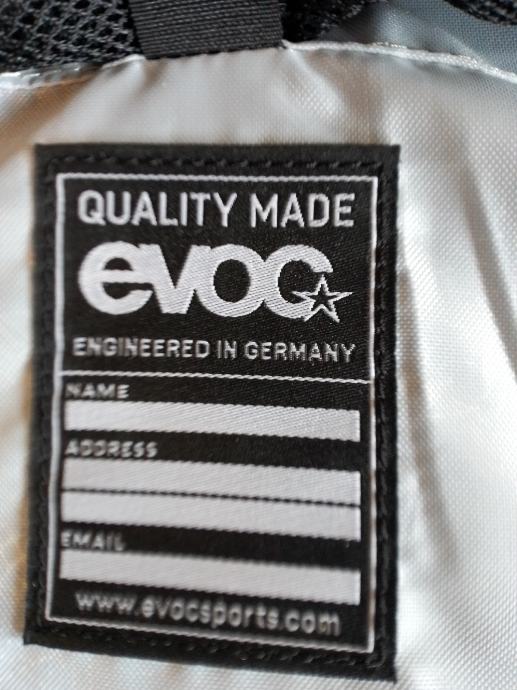 QUALITY MADE
evoc
ENGINEERED IN GERMANY
NAME
ADDRESS
EMAIL
www.evocsports.com